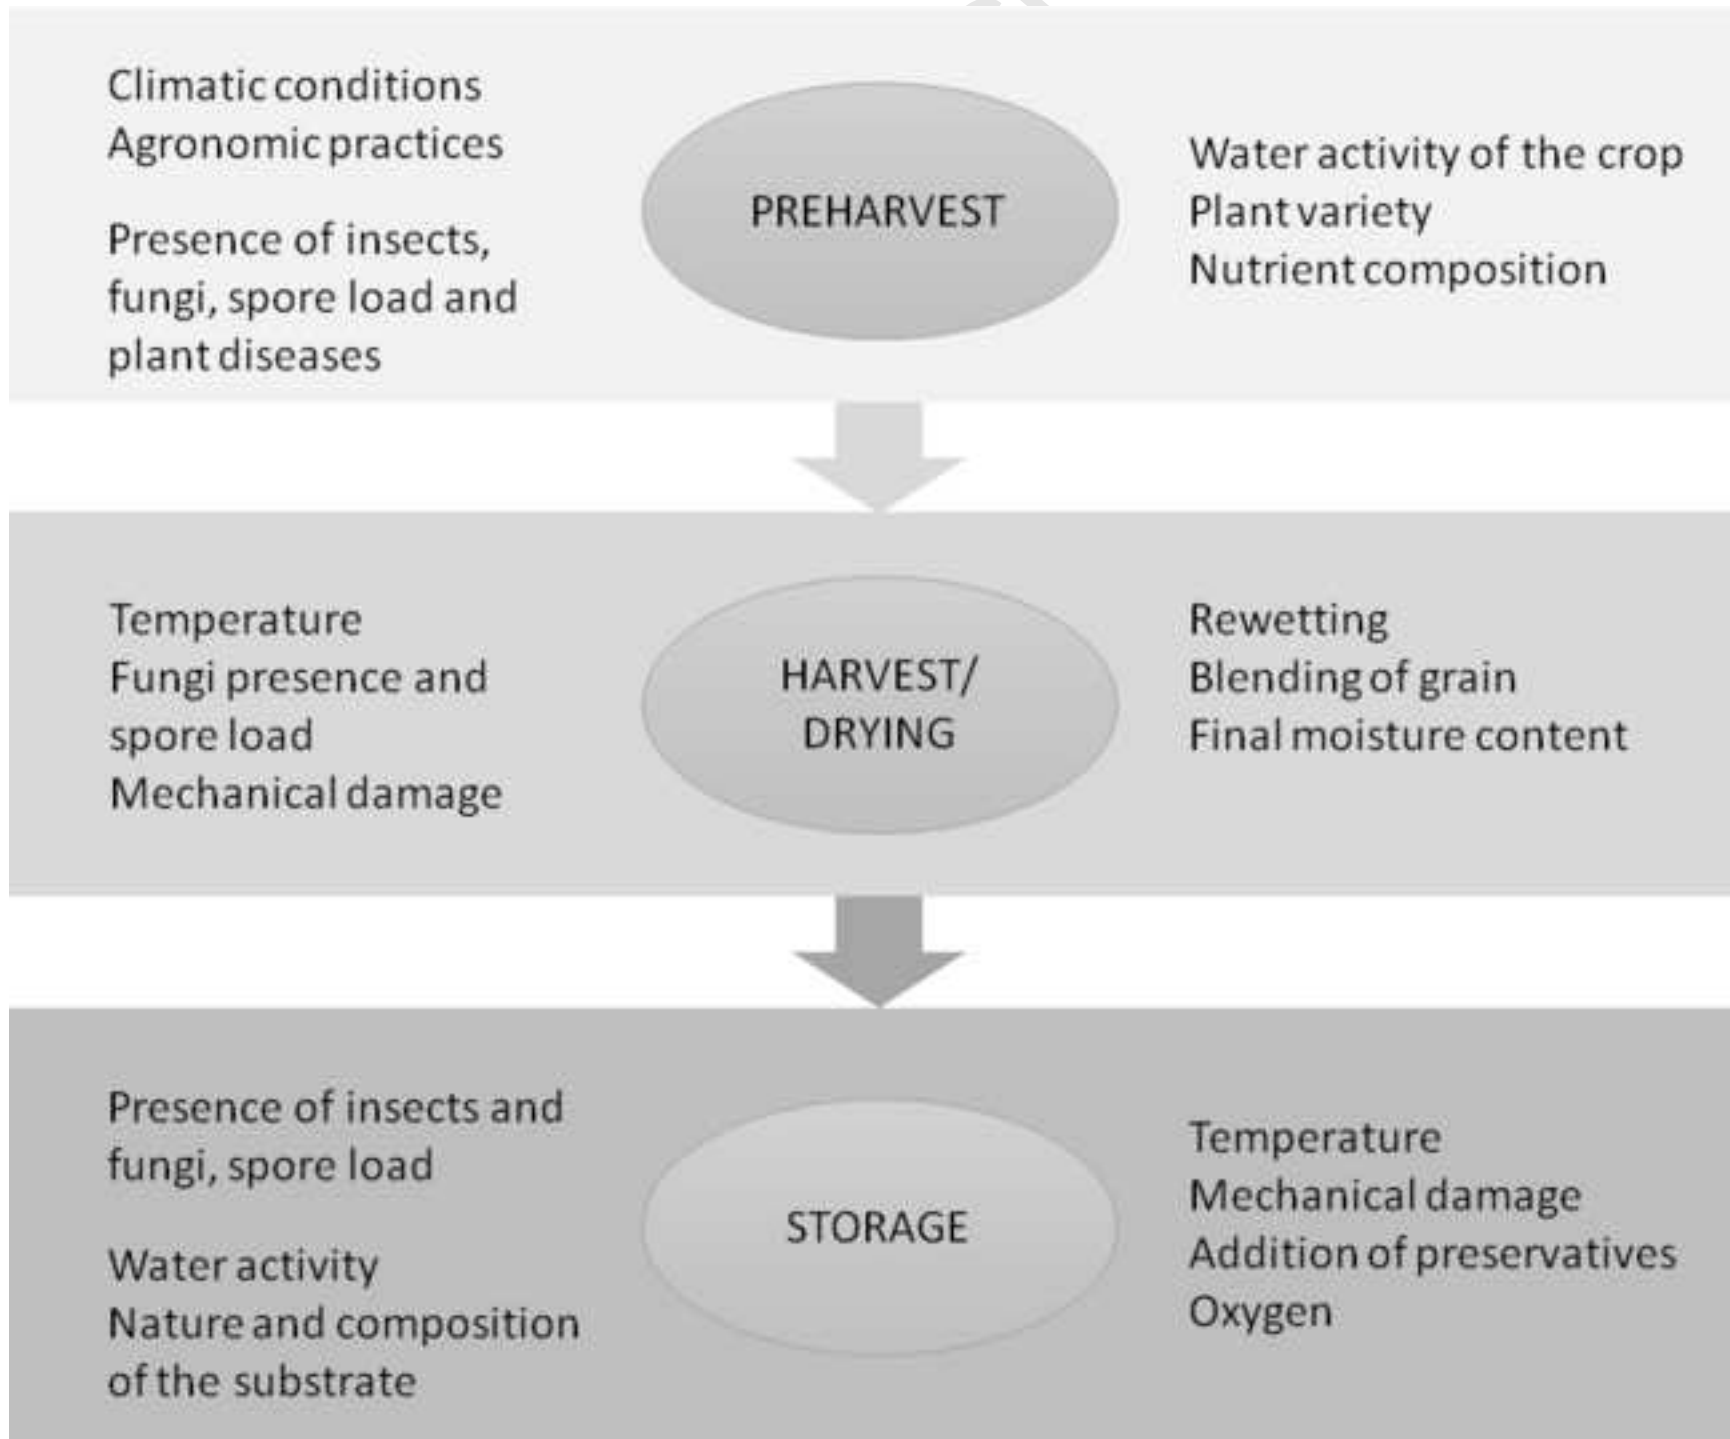 Climatic conditions
Agronomic practices
Presence of insects,
fungi, spore load and
plant diseases
PREHARVEST
Water activity of the crop
Plant variety
Nutrient composition
Temperature
Fungi presence and
spore load
Mechanical damage
HARVEST/
DRYING
Rewetting
Blending of grain
Final moisture content
Presence of insects and
fungi, spore load
Water activity
Nature and composition
of the substrate
STORAGE
Temperature
Mechanical damage
Addition of preservatives
Oxygen